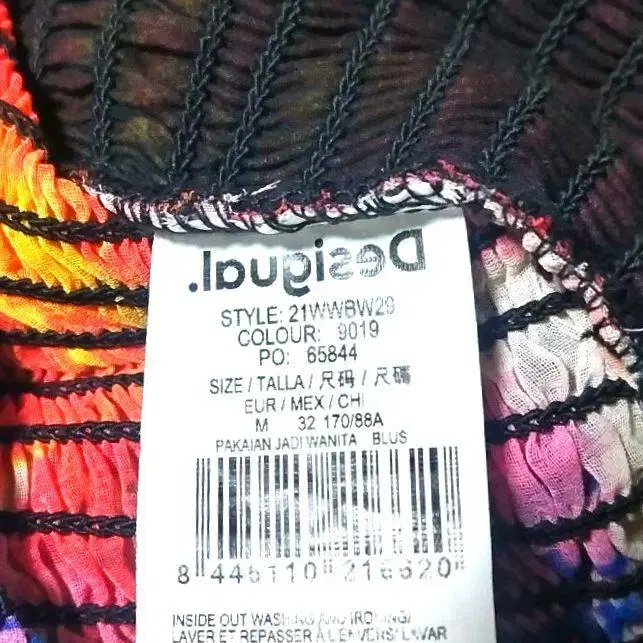 Desigual.
STYLE: 21WWBW29
COLOUR: 9019
PO: 65844
SIZE / TALLA / 尺码 / 尺碼
EUR / MEX / CHI
M 32 170/88A
PAKAIAN JADI WANITA BLUS
8 445110 216620
INSIDE OUT WASHING AND IRONING/
LAVER ET REPASSER À L'ENVERS/ LAVAR